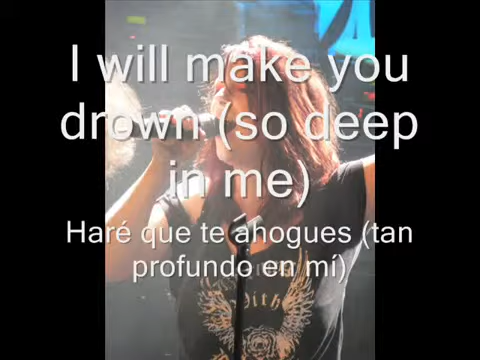 I will make you
drown (so deep
in me)
Haré que te ahogues (tan
profundo en mí)